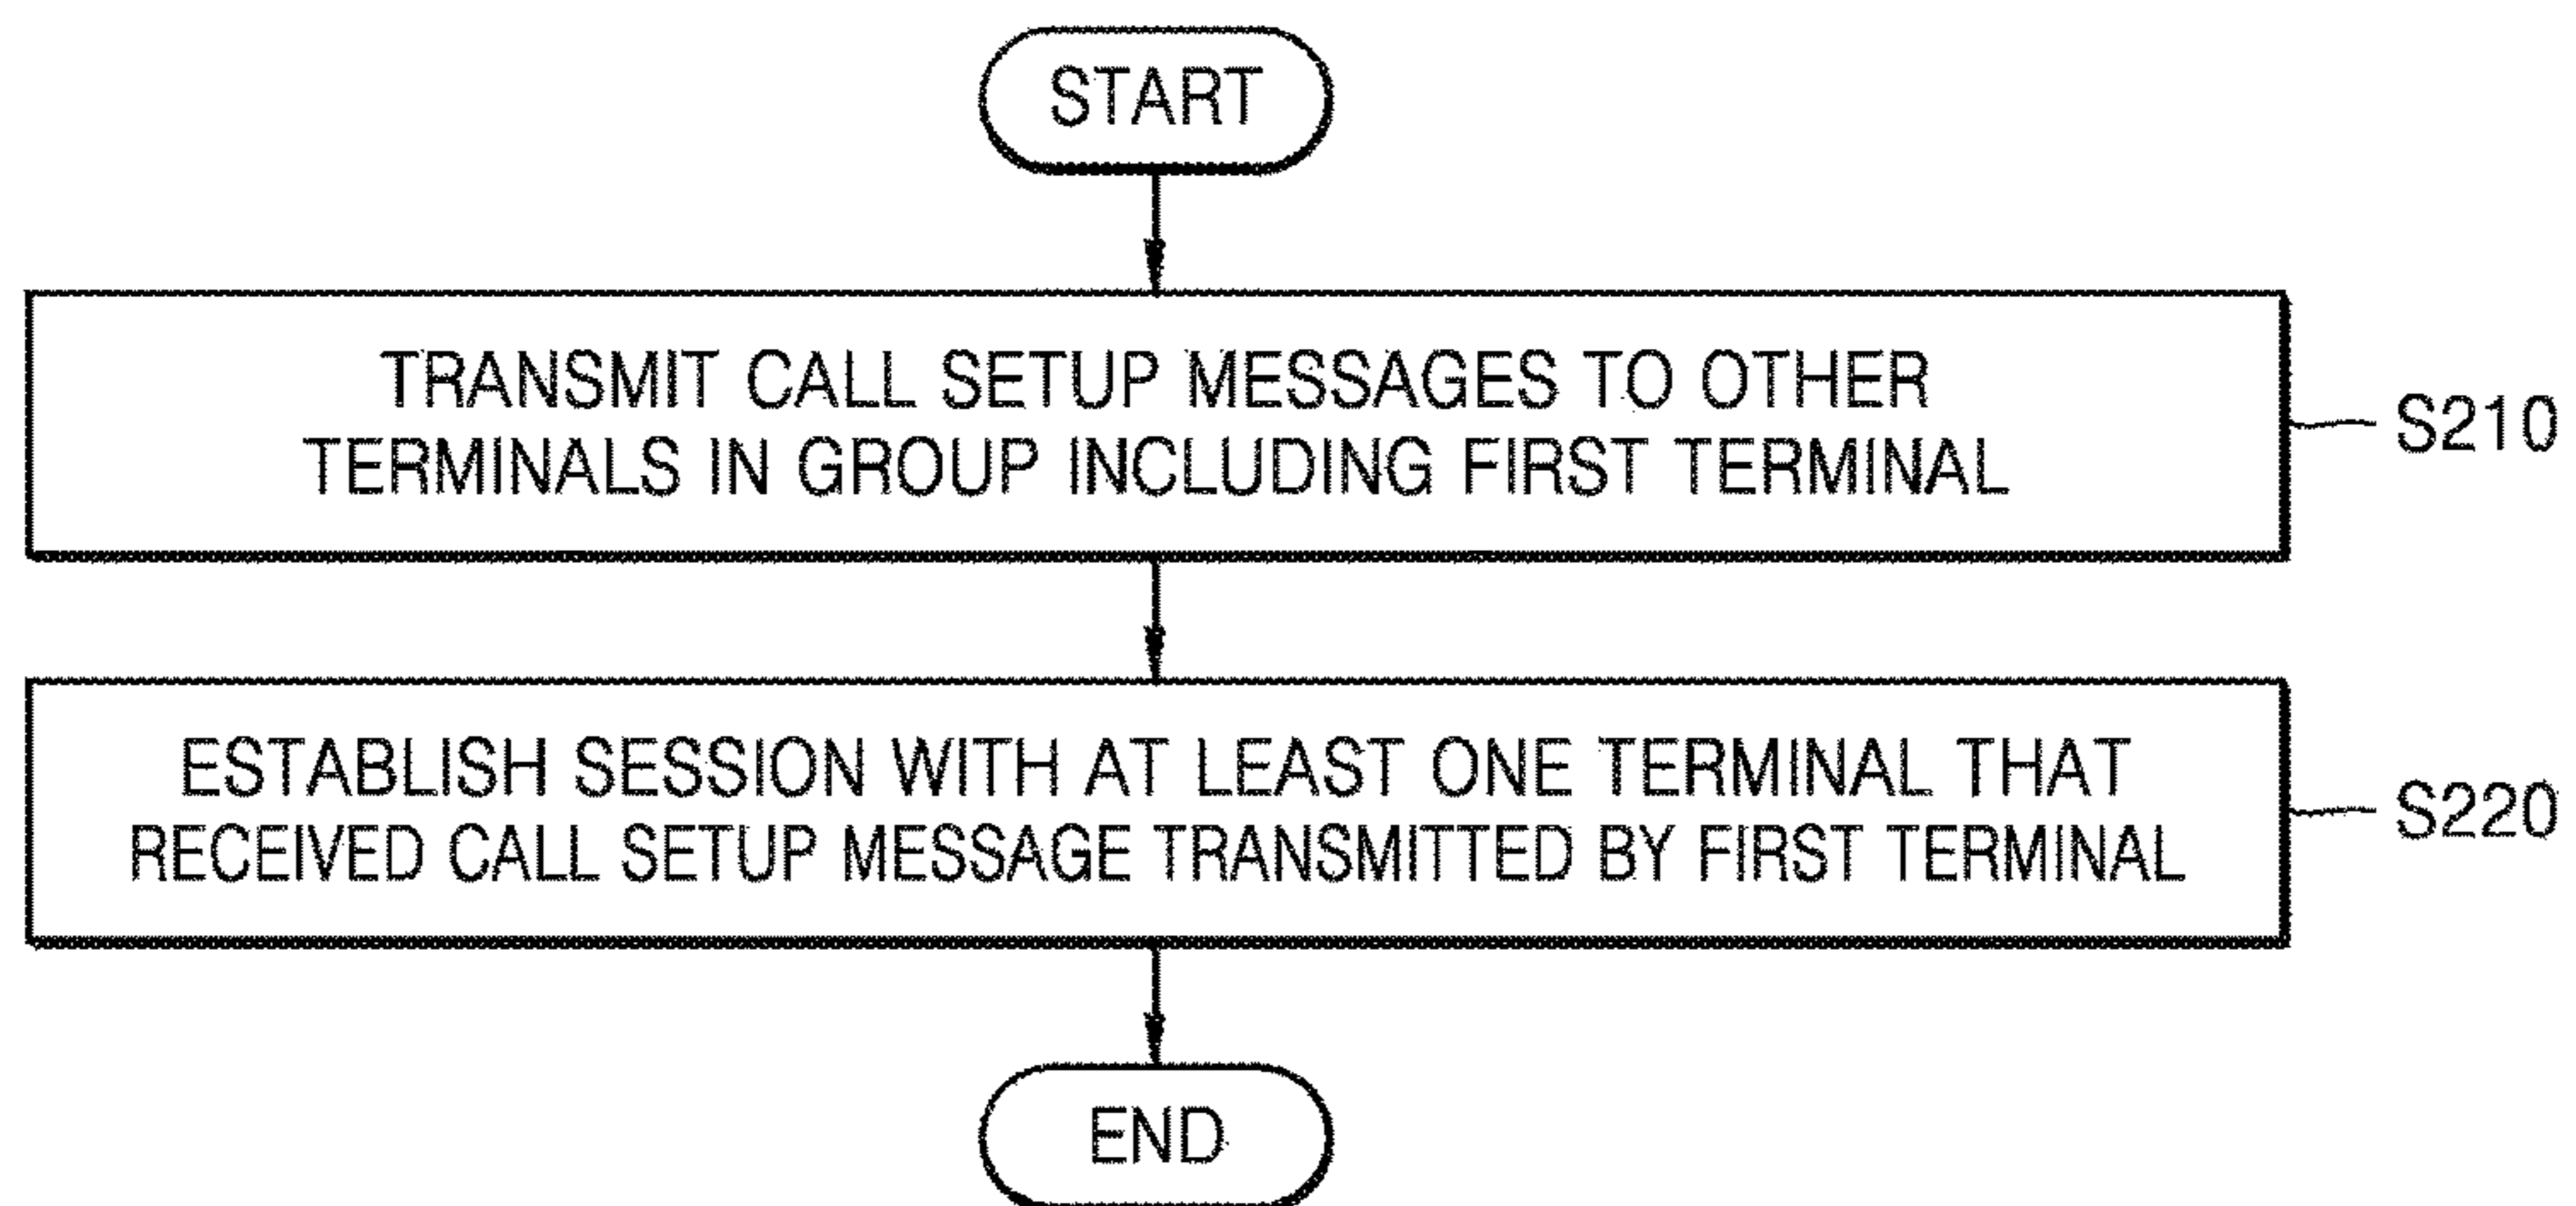 START
TRANSMIT CALL SETUP MESSAGES TO OTHER
TERMINALS IN GROUP INCLUDING FIRST TERMINAL
S210
ESTABLISH SESSION WITH AT LEAST ONE TERMINAL THAT
RECEIVED CALL SETUP MESSAGE TRANSMITTED BY FIRST TERMINAL
S220
END